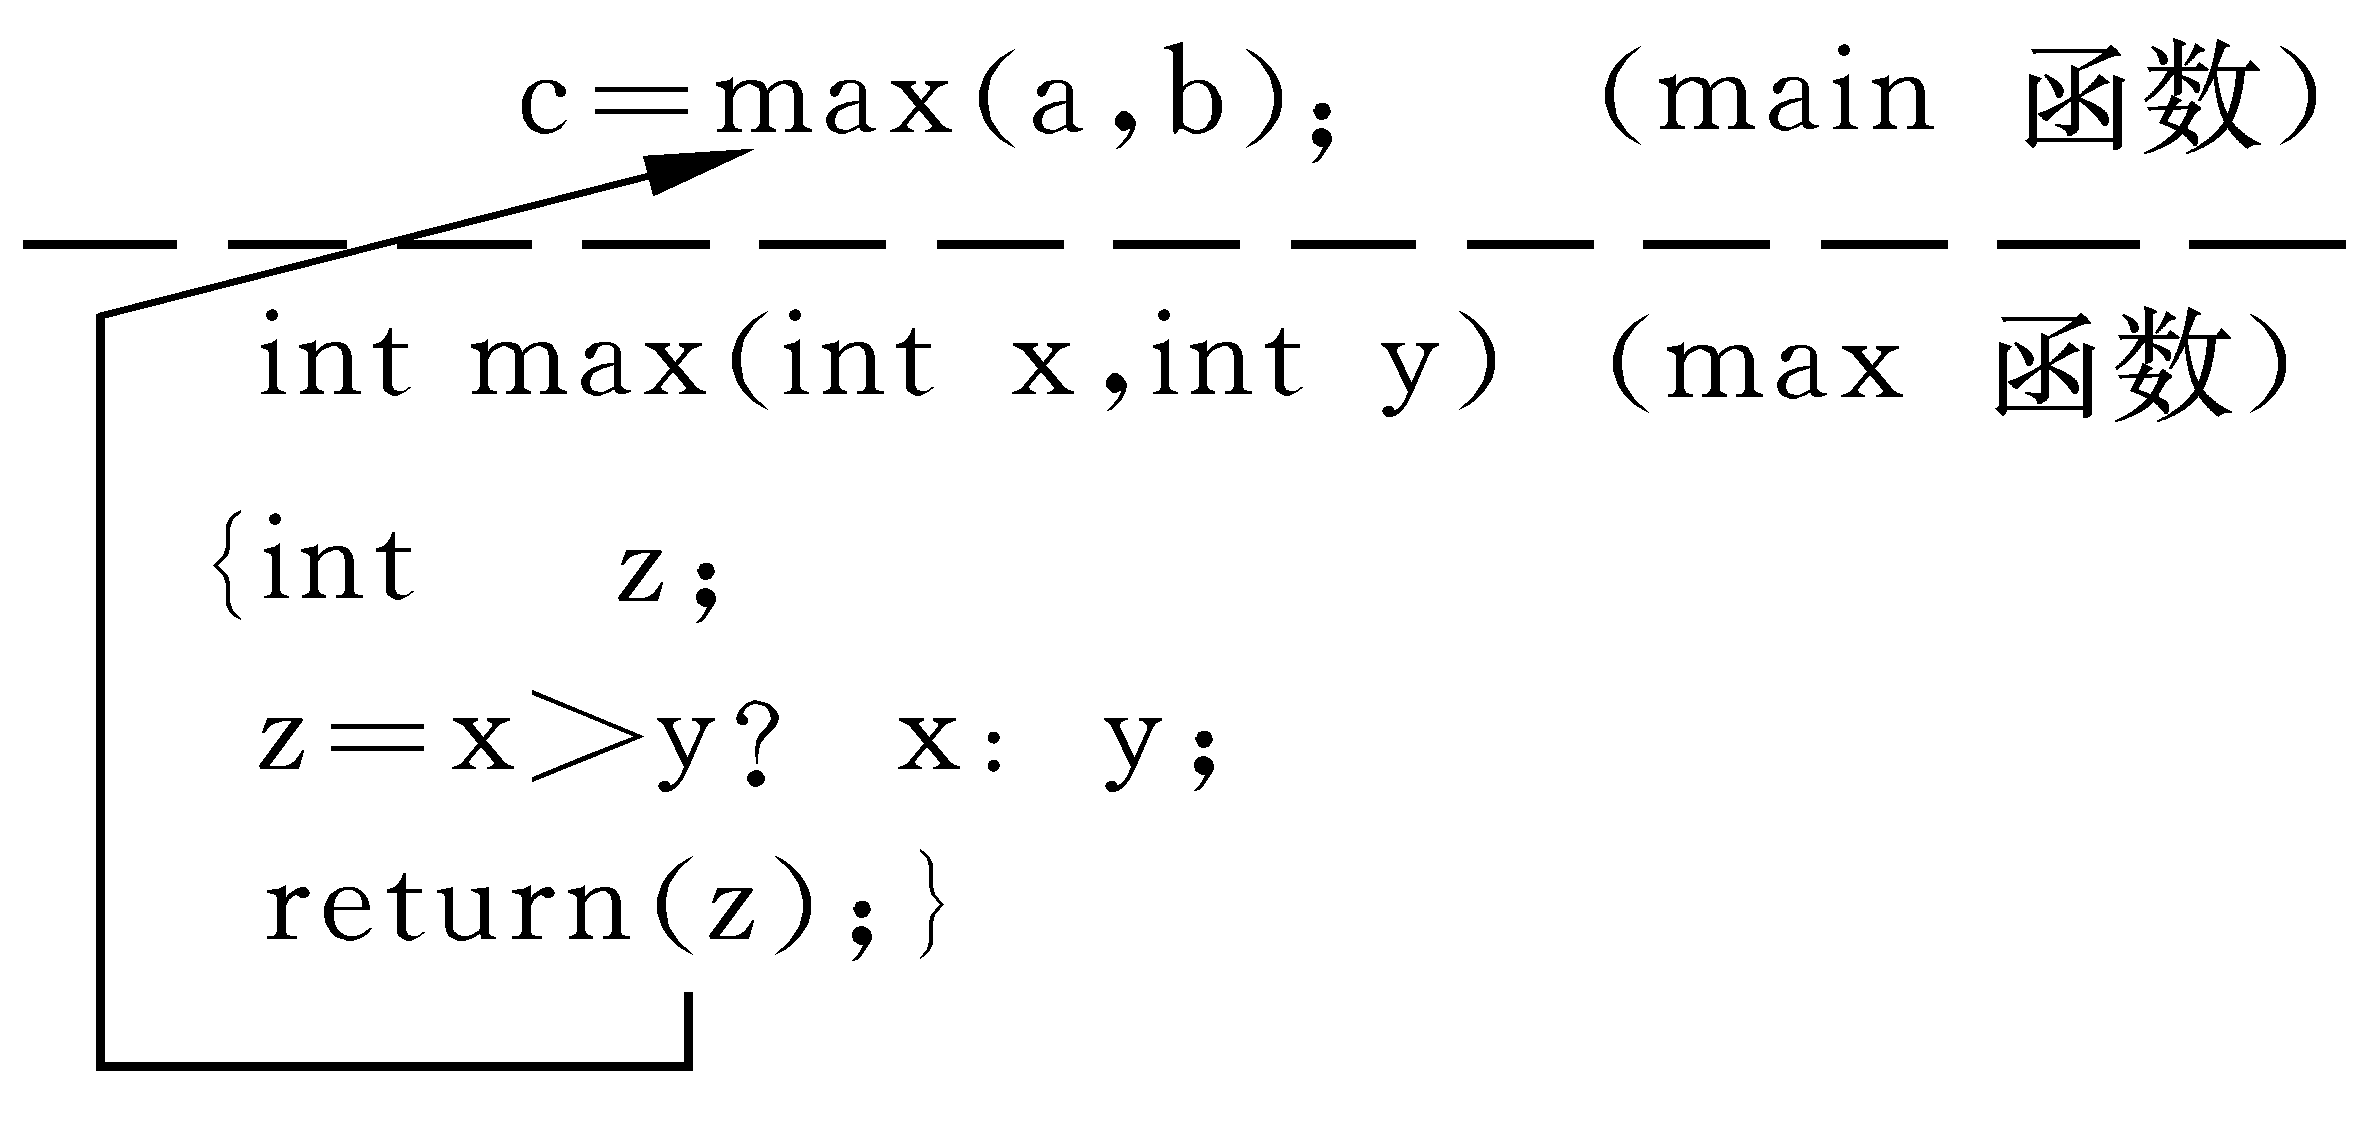 c=max(a,b); (main 函数)
int max(int x,int y) (max 函数)
{int z;
z=x>y? x: y;
return(z);}